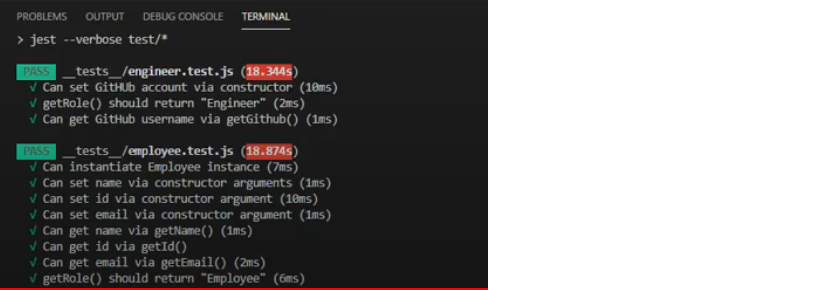 PROBLEMS OUTPUT DEBUG CONSOLE TERMINAL
> jest --verbose test/*
PASS __tests__/engineer.test.js (18.344s)
√ Can set GitHUb account via constructor (10ms)
√ getRole() should return "Engineer" (2ms)
√ Can get GitHub username via getGithub() (1ms)
PASS __tests__/employee.test.js (18.874s)
√ Can instantiate Employee instance (7ms)
√ Can set name via constructor arguments (1ms)
√ Can set id via constructor argument (10ms)
√ Can set email via constructor argument (1ms)
√ Can get name via getName() (1ms)
√ Can get id via getId()
√ Can get email via getEmail() (2ms)
√ getRole() should return "Employee" (6ms)